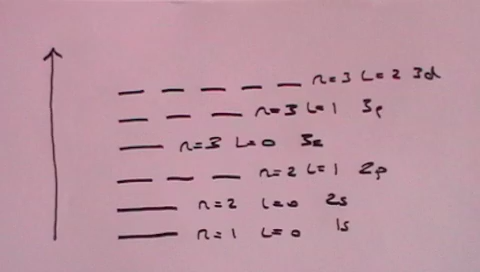 n=3 L=2 3d
n=3 L=1 3p
n=3 L=0 3s
n=2 L=1 2p
n=2 L=0 2s
n=1 L=0 1s